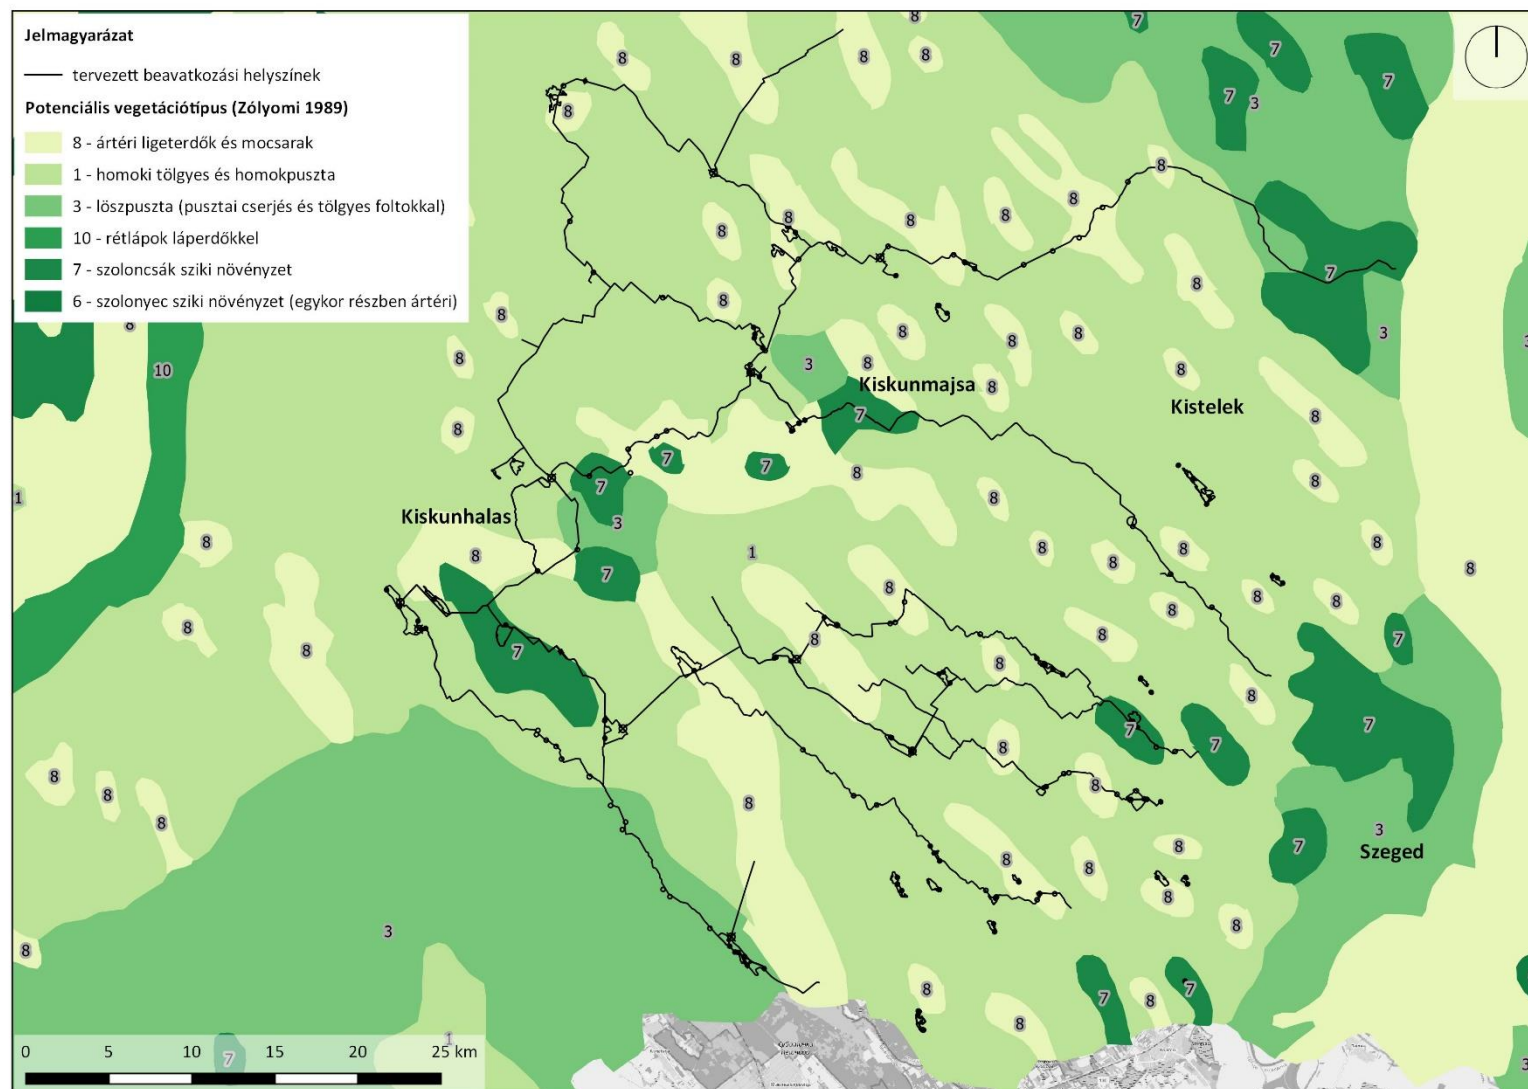 Jelmagyarázat
tervezett beavatkozási helyszínek
Potenciális vegetációtípus (Zólyomi 1989)
8 - ártéri ligeterdők és mocsarak
1 - homoki tölgyes és homokpuszta
3 - löszpuszta (pusztai cserjés és tölgyes foltokkal)
10 - rétlápok láperdőkkel
7 - szoloncsák sziki növényzet
6 - szolonyec sziki növényzet (egykor részben ártéri)
Kiskunmajsa
Kistelek
Kiskunhalas
Szeged
0 5 10 15 20 25 km